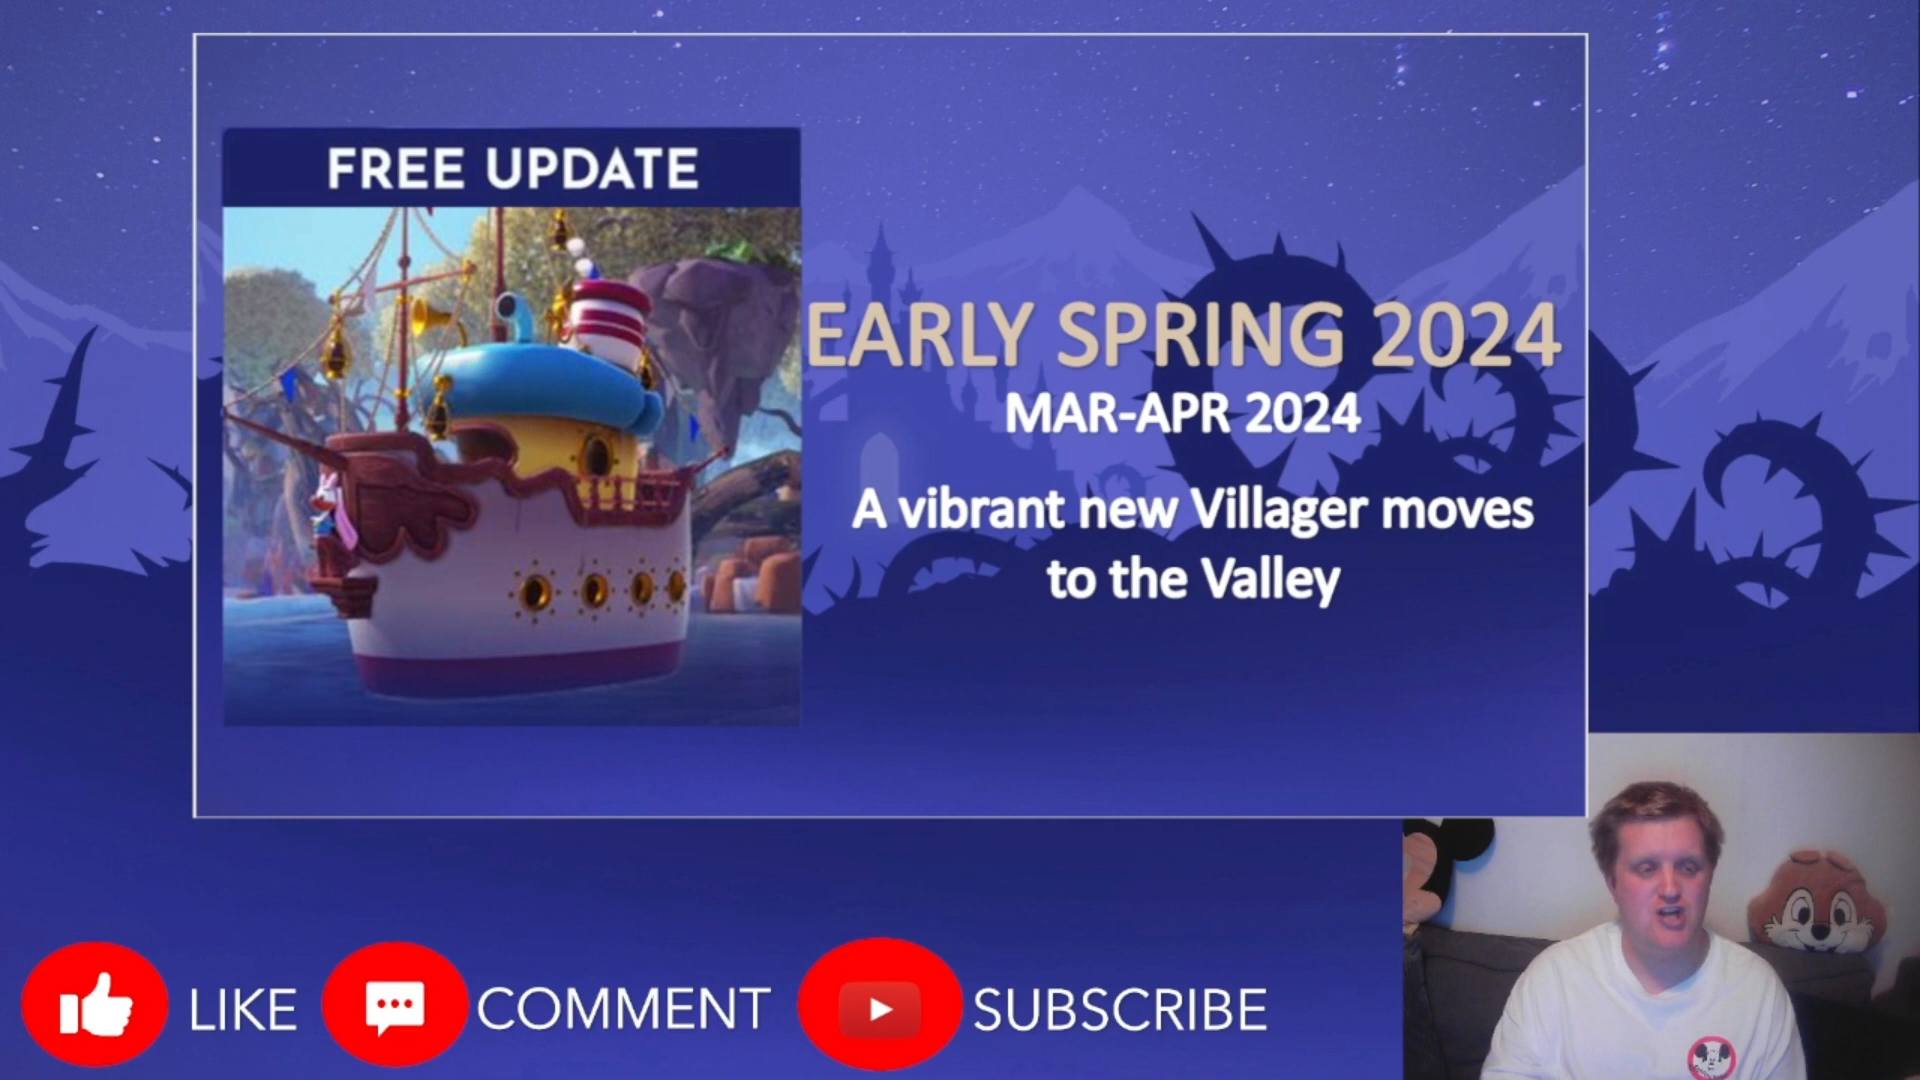 FREE UPDATE
EARLY SPRING 2024
MAR-APR 2024
A vibrant new Villager moves
to the Valley
LIKE
COMMENT
SUBSCRIBE